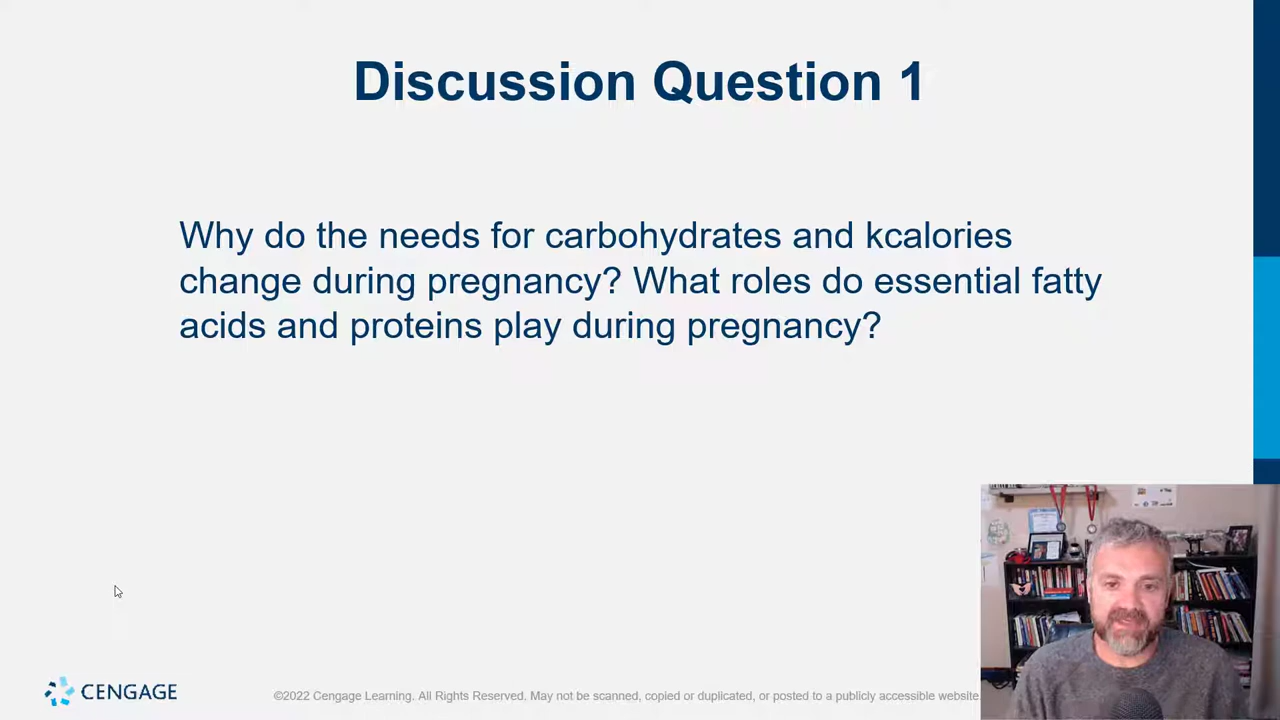 Discussion Question 1
Why do the needs for carbohydrates and kcalories
change during pregnancy? What roles do essential fatty
acids and proteins play during pregnancy?
CENGAGE
©2022 Cengage Learning. All Rights Reserved. May not be scanned, copied or duplicated, or posted to a publicly accessible website